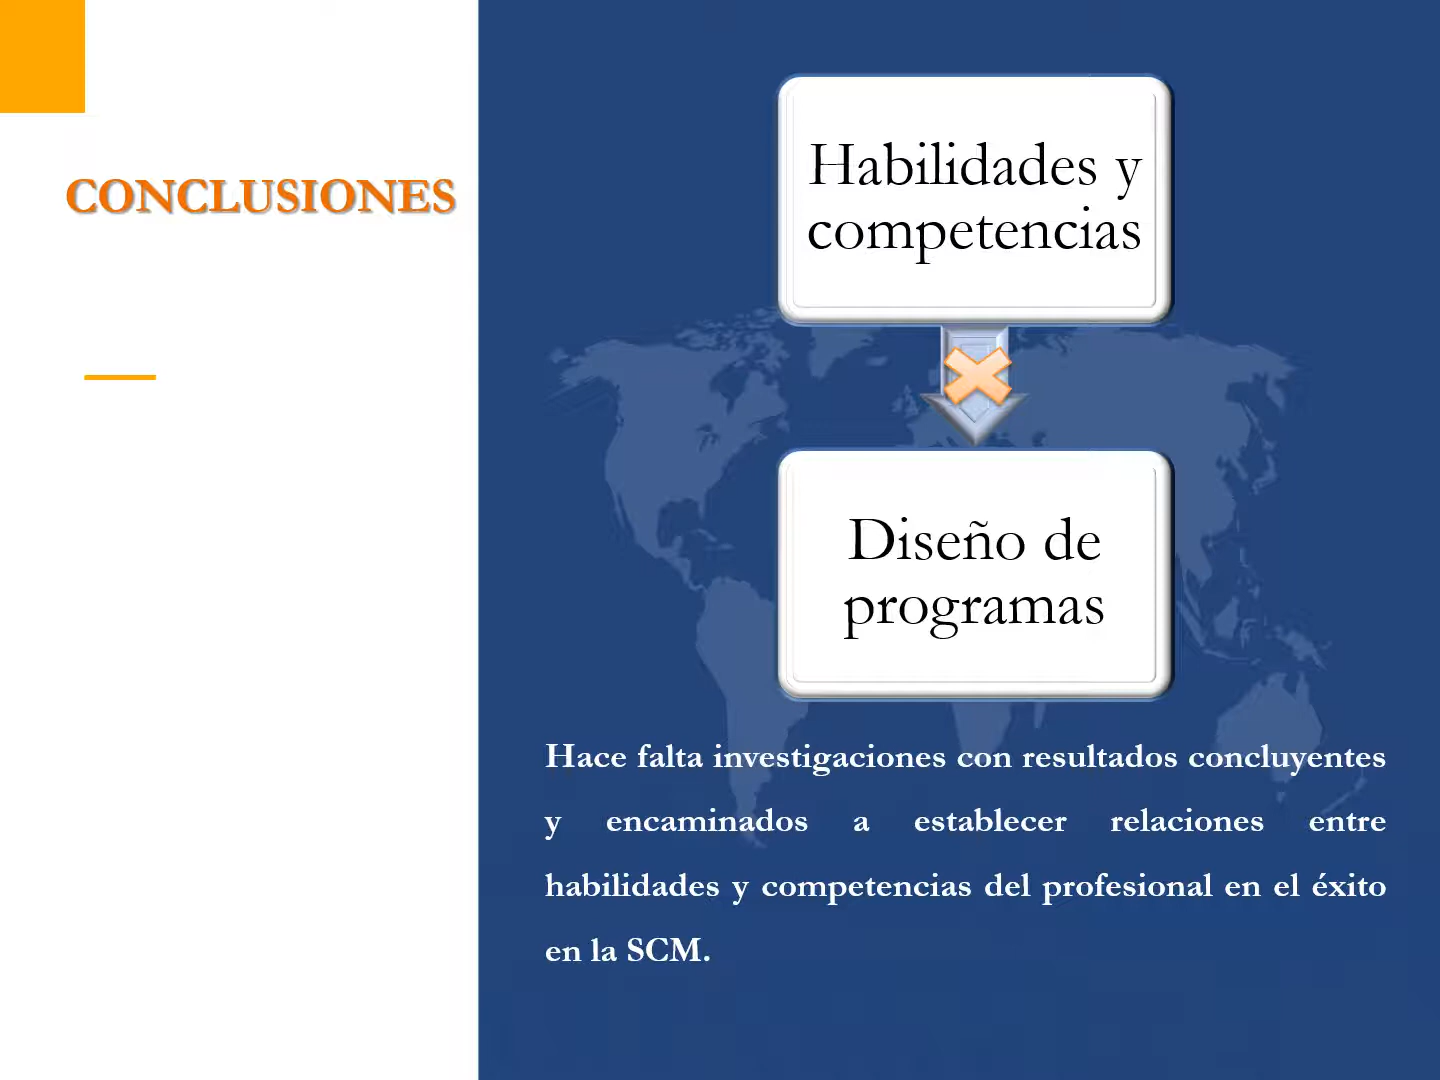 CONCLUSIONES
Habilidades y
competencias
Diseño de
programas
Hace falta investigaciones con resultados concluyentes
y encaminados a establecer relaciones entre
habilidades y competencias del profesional en el éxito
en la SCM.